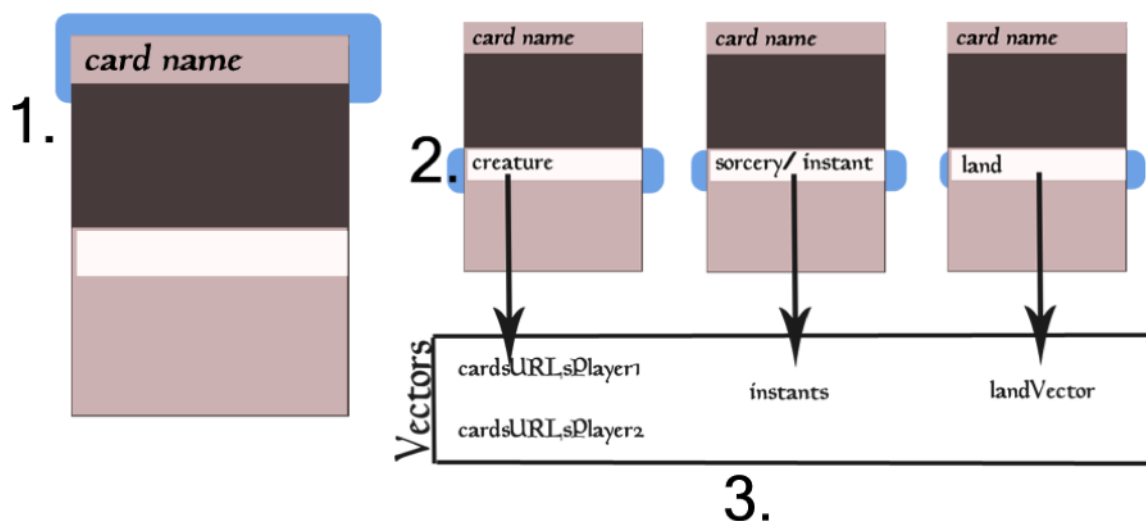 1.
card name
2.
card name
creature
card name
sorcery/ instant
card name
land
Vectors
cardsURLsPlayer1
cardsURLsPlayer2
instants
landVector
3.